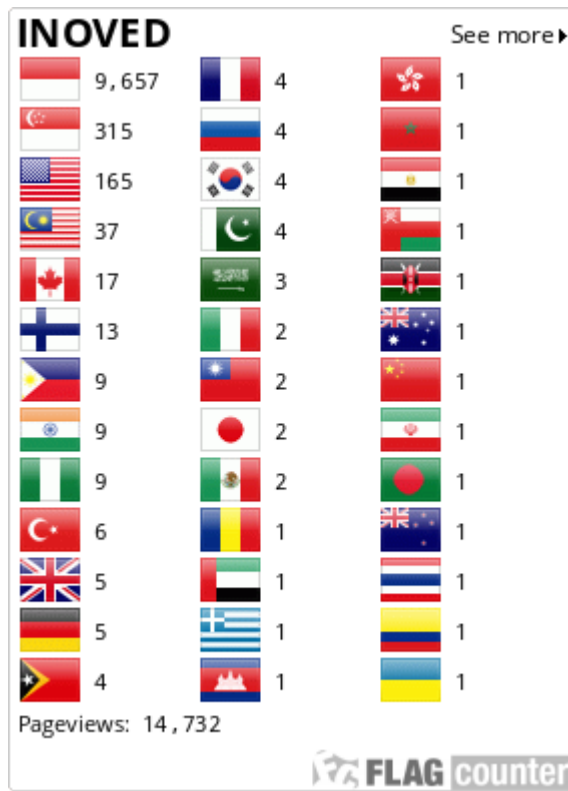 INOVED See more
9,657 4 1
315 4 1
165 4 1
37 4 1
17 3 1
13 2 1
9 2 1
9 2 1
9 2 1
6 1 1
5 1 1
5 1 1
4 1 1
Pageviews: 14,732
FC FLAG counter